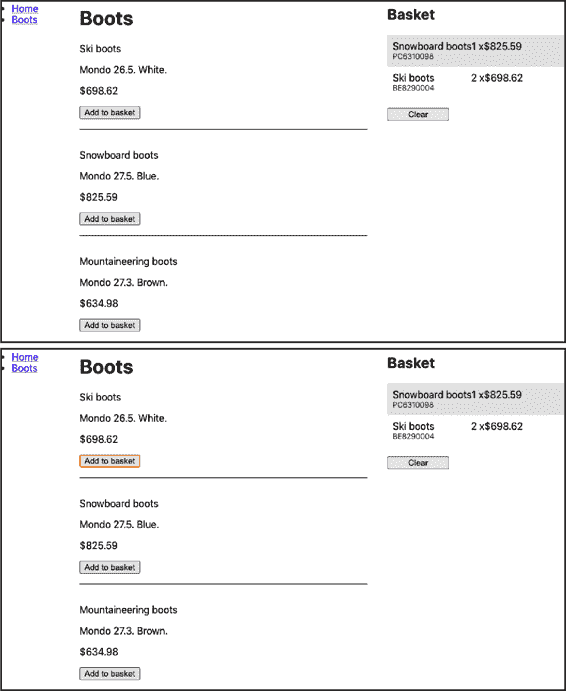 Home
Boots
Boots
Ski boots
Mondo 26.5. White.
$698.62
Add to basket
Snowboard boots
Mondo 27.5. Blue.
$825.59
Add to basket
Mountaineering boots
Mondo 27.3. Brown.
$634.98
Add to basket
Basket
Snowboard boots1 x$825.59
PC6310098
Ski boots 2 x$698.62
BE8290004
Clear
Home
Boots
Boots
Ski boots
Mondo 26.5. White.
$698.62
Add to basket
Snowboard boots
Mondo 27.5. Blue.
$825.59
Add to basket
Mountaineering boots
Mondo 27.3. Brown.
$634.98
Add to basket
Basket
Snowboard boots1 x$825.59
PC6310098
Ski boots 2 x$698.62
BE8290004
Clear